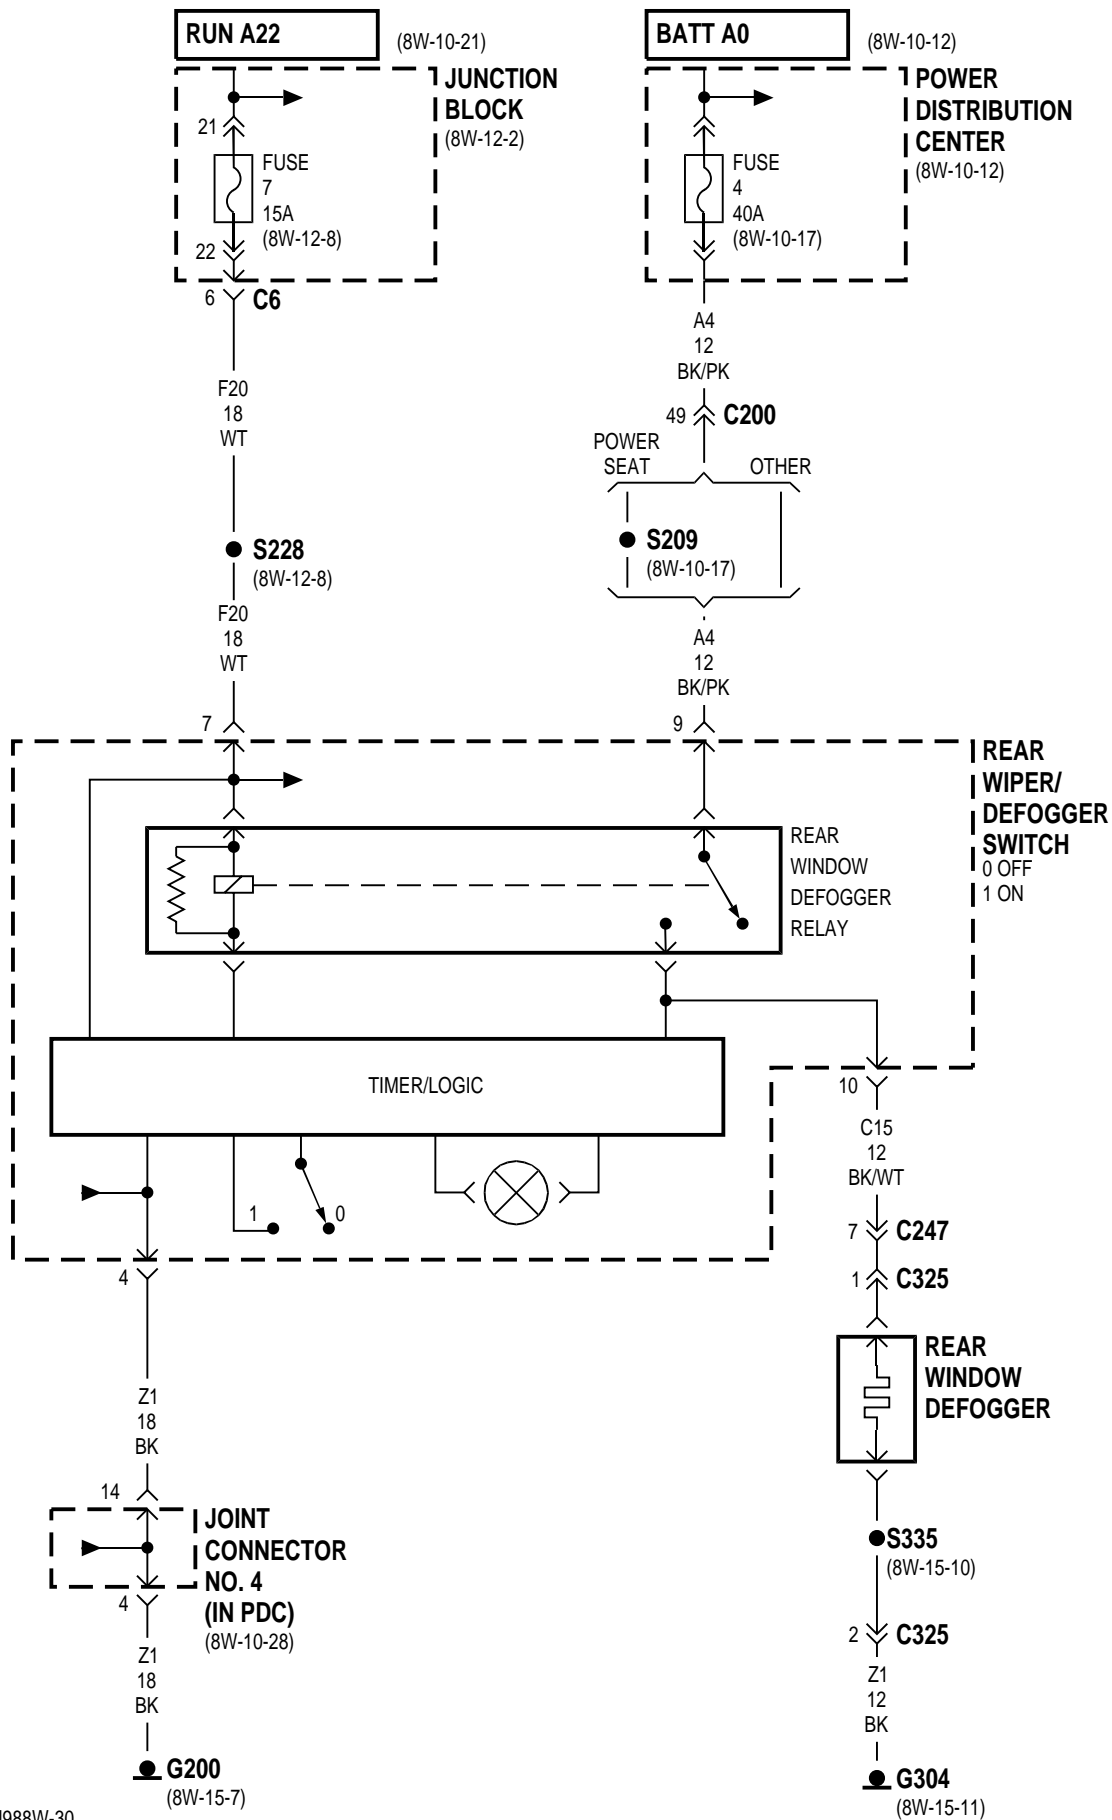 RUN A22
(8W-10-21)
BATT A0
(8W-10-12)
JUNCTION
BLOCK
(8W-12-2)
POWER
DISTRIBUTION
CENTER
(8W-10-12)
21
FUSE
7
15A
(8W-12-8)
22
FUSE
4
40A
(8W-10-17)
6
C6
A4
12
BK/PK
F20
18
WT
49
C200
POWER
SEAT
OTHER
S228
(8W-12-8)
S209
(8W-10-17)
F20
18
WT
A4
12
BK/PK
7
9
REAR
WIPER/
DEFOGGER
SWITCH
0 OFF
1 ON
REAR
WINDOW
DEFOGGER
RELAY
TIMER/LOGIC
10
C15
12
BK/WT
1
0
7
C247
4
1
C325
REAR
WINDOW
DEFOGGER
Z1
18
BK
14
JOINT
CONNECTOR
NO. 4
(IN PDC)
(8W-10-28)
4
S335
(8W-15-10)
2
C325
Z1
18
BK
Z1
12
BK
G200
(8W-15-7)
G304
(8W-15-11)